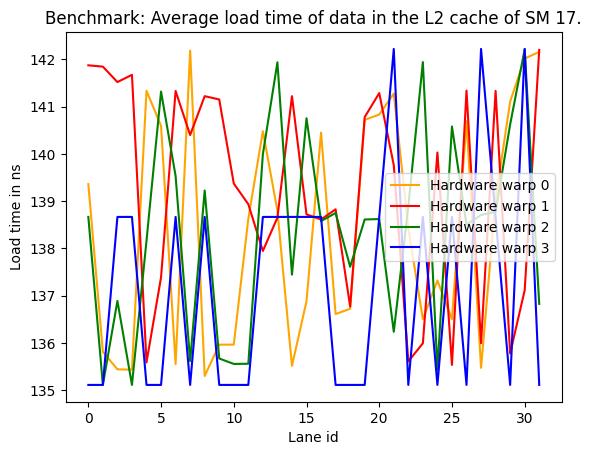 Benchmark: Average load time of data in the L2 cache of SM 17.
142
141
140
139
138
137
136
135
Load time in ns
Hardware warp 0
Hardware warp 1
Hardware warp 2
Hardware warp 3
0
5
10
15
20
25
30
Lane id